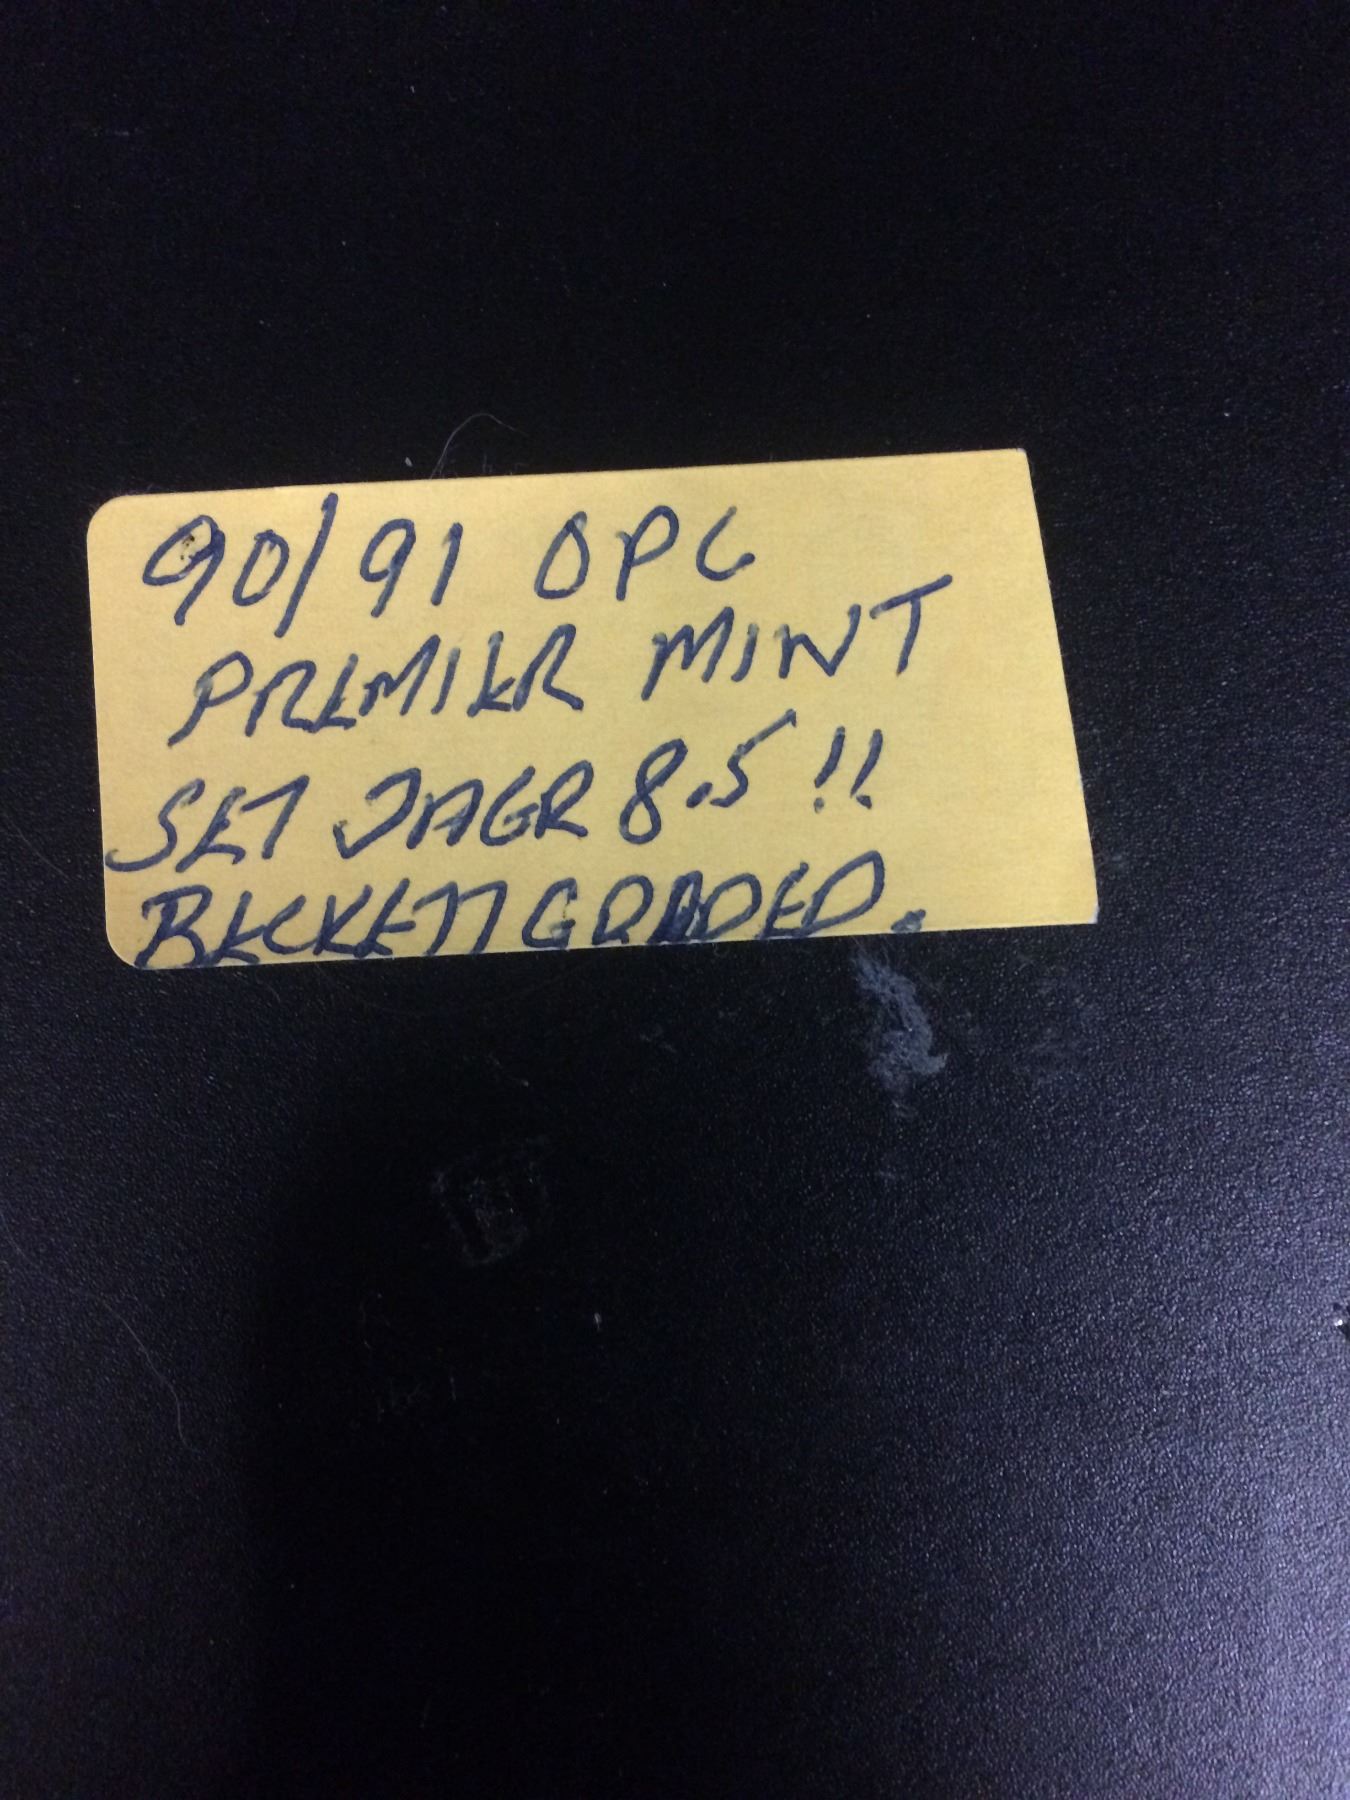 90/91 OPC
PREMIER MINT
SET JAGR 8.5 !!
BECKETT GRADED.